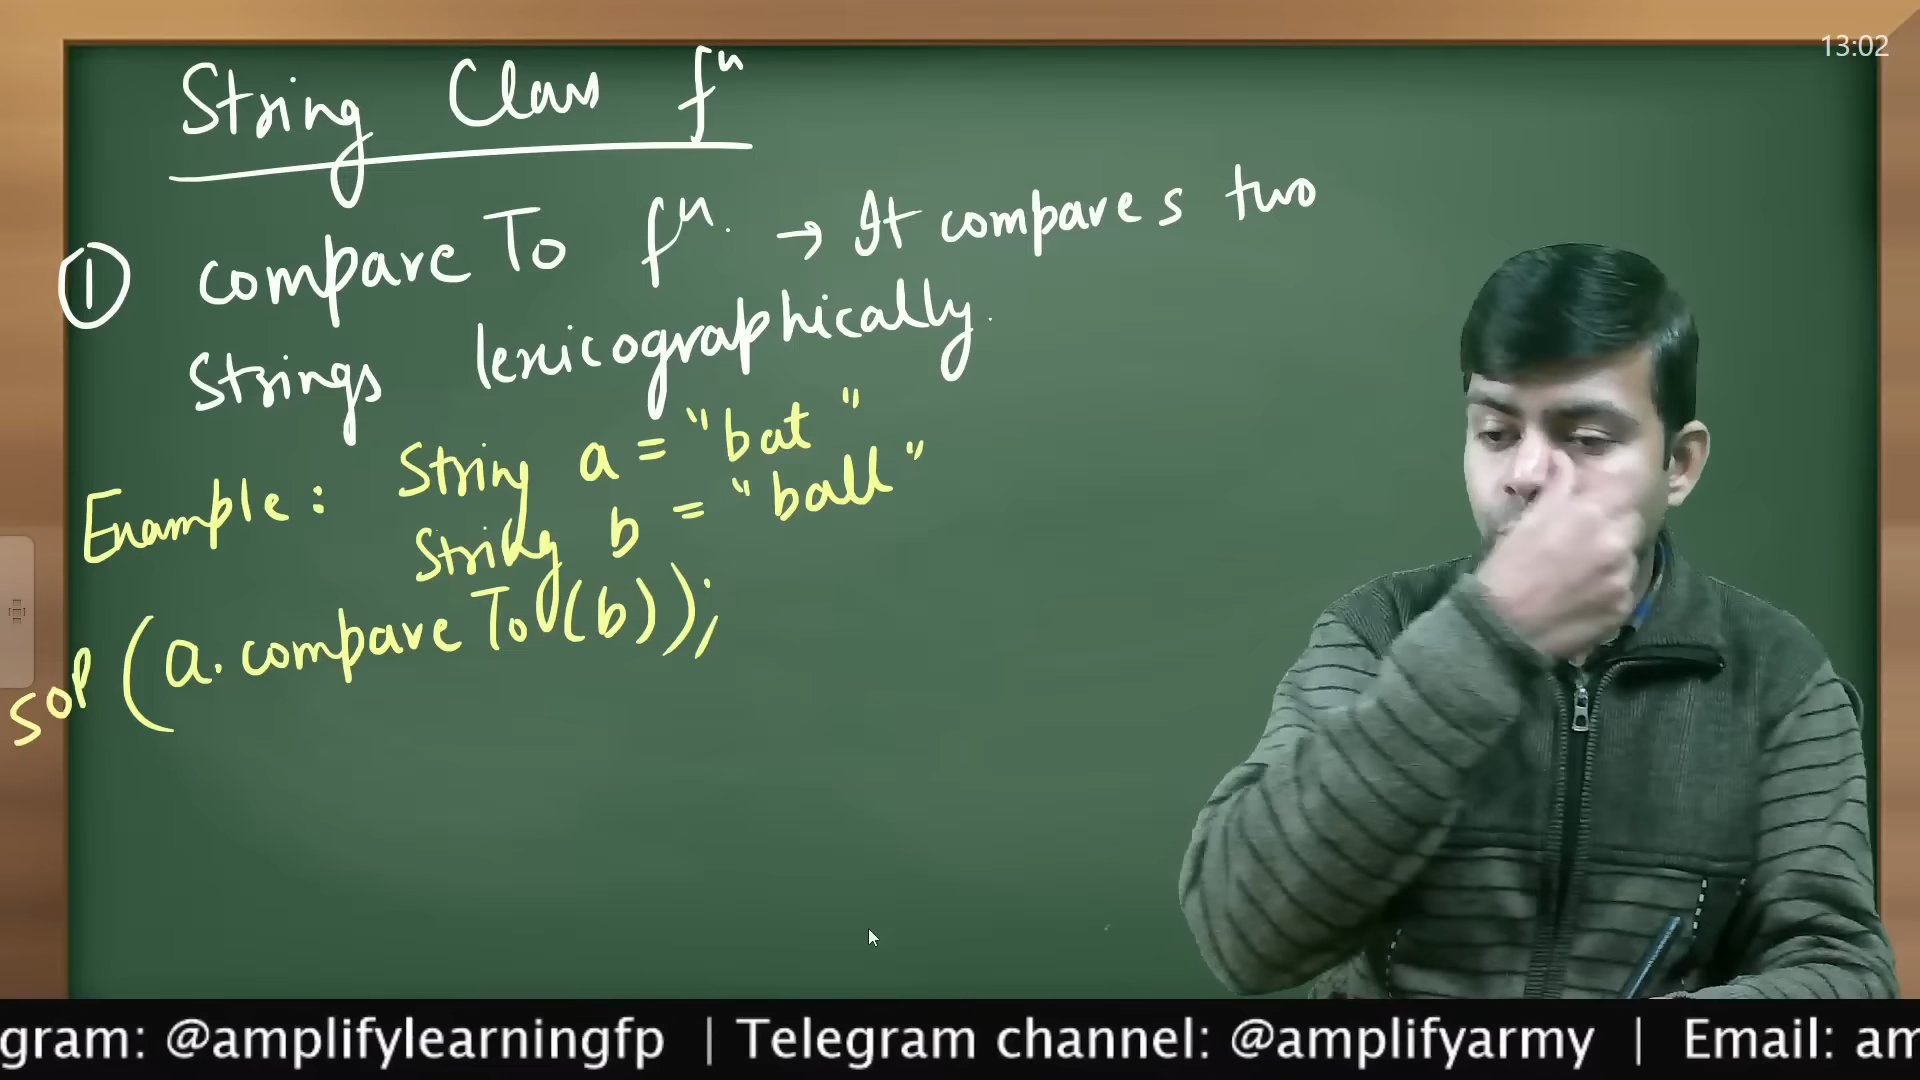 13:02
String Class fⁿ
① compareTo fⁿ. → It compares two
Strings lexicographically.
Example: String a = "bat"
String b = "ball"
SOP (a.compareTo(b));
gram: @amplifylearningfp | Telegram channel: @amplifyarmy | Email: am